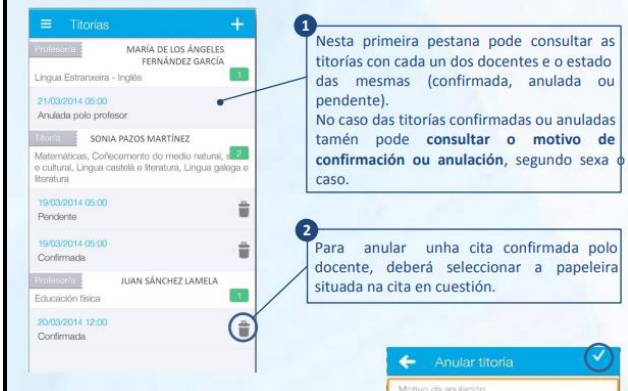 Titorías
Profesor/a
MARÍA DE LOS ÁNGELES
FERNÁNDEZ GARCÍA
Lingua Estranxeira - Inglés
1
21/03/2014 05:00
Anulada polo profesor
Titor/a
SONIA PAZOS MARTÍNEZ
2
Matemáticas, Coñecemento do medio natural,
e cultural, Lingua castelá e literatura, Lingua galega e
literatura
19/03/2014 05:00
Pendente
19/03/2014 05:00
Confirmada
Profesor/a
JUAN SÁNCHEZ LAMELA
Educación física
1
20/03/2014 12:00
Confirmada
1
Nesta primeira pestana pode consultar as
titorías con cada un dos docentes e o estado
das mesmas (confirmada, anulada ou
pendente).
No caso das titorías confirmadas ou anuladas
tamén pode consultar o motivo de
confirmación ou anulación, segundo sexa o
caso.
2
Para anular unha cita confirmada polo
docente, deberá seleccionar a papeleira
situada na cita en cuestión.
Anular titoría
Motivo da anulación